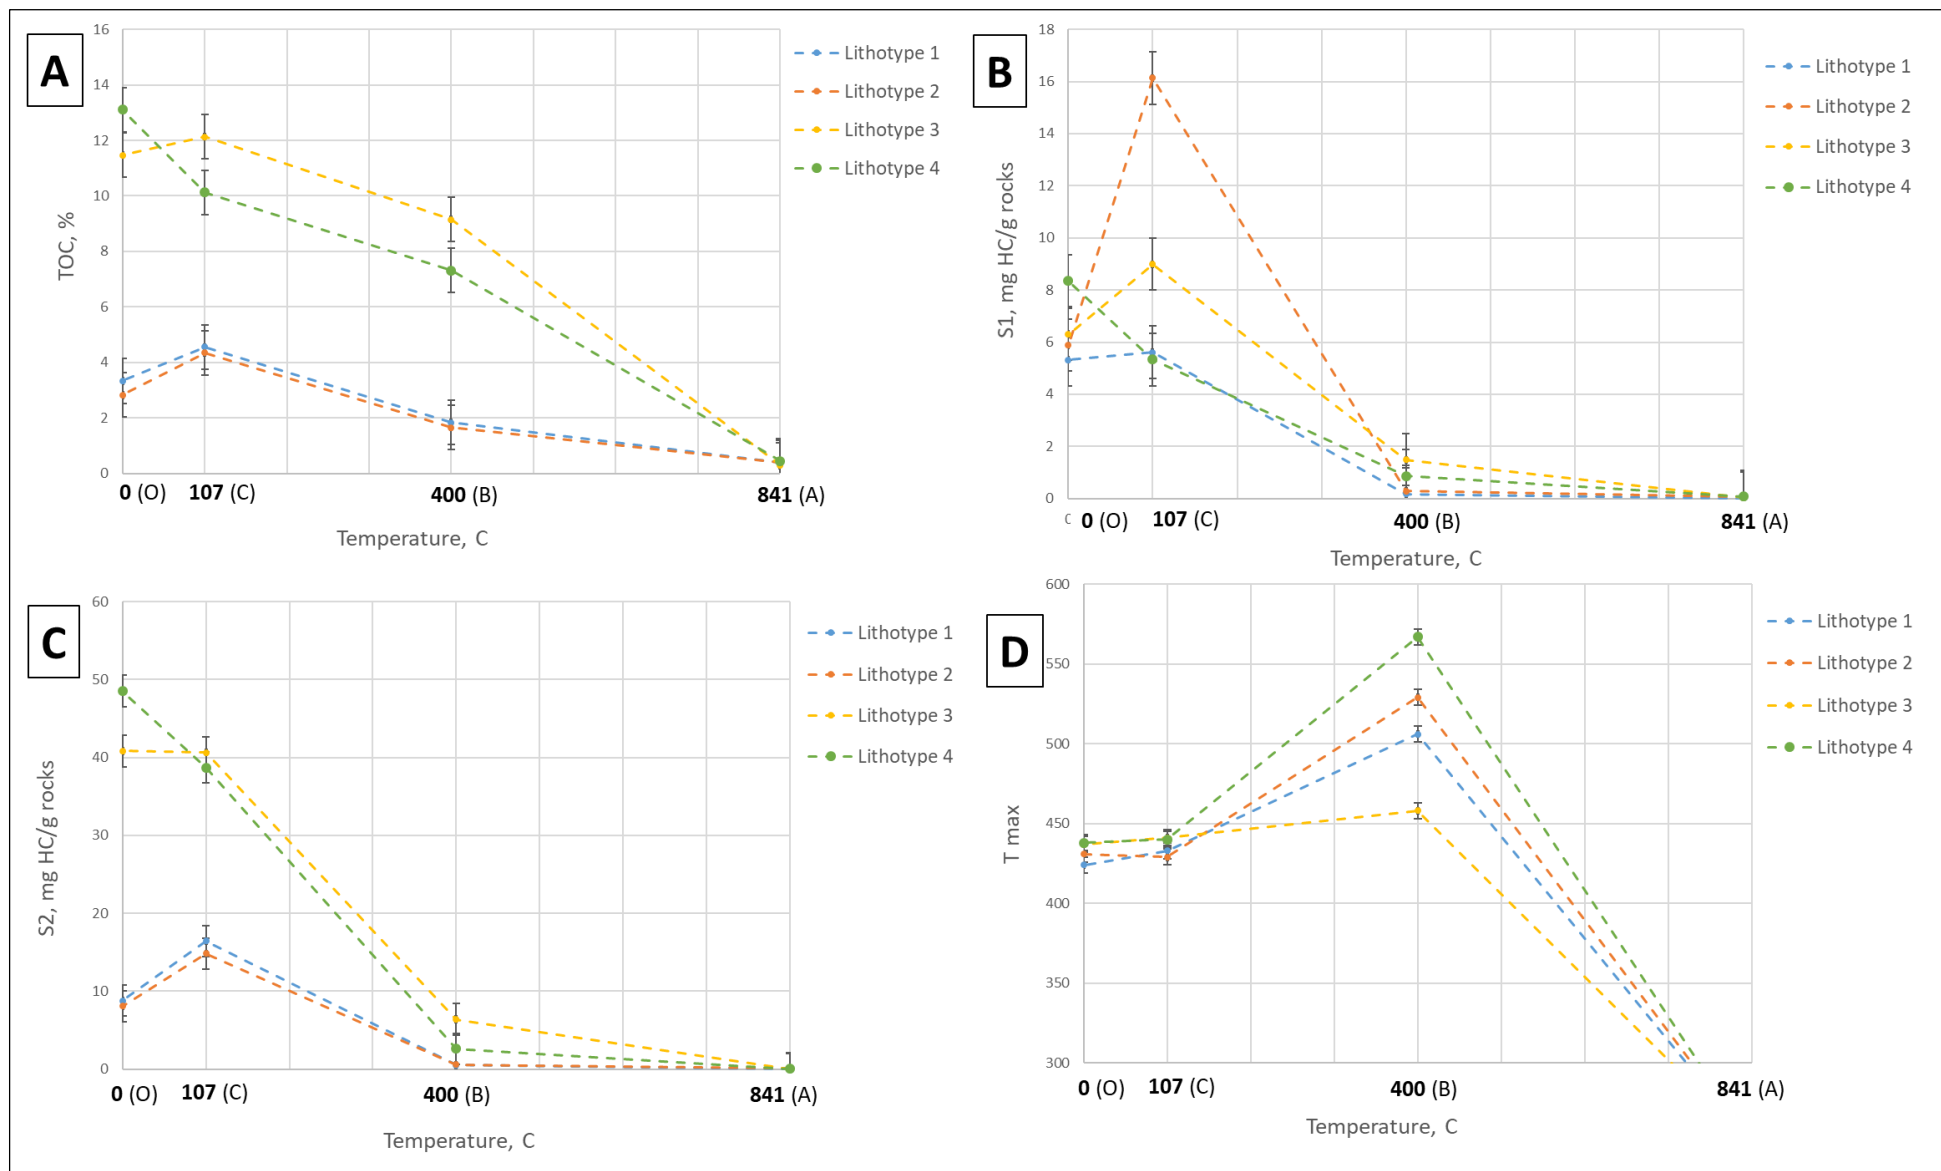 A
16
14
12
10
8
6
4
2
0
TOC, %
0 (O)
107 (C)
400 (B)
841 (A)
Temperature, C
Lithotype 1
Lithotype 2
Lithotype 3
Lithotype 4
B
18
16
14
12
10
8
6
4
2
0
S1, mg HC/g rocks
0 (O)
107 (C)
400 (B)
841 (A)
Temperature, C
Lithotype 1
Lithotype 2
Lithotype 3
Lithotype 4
C
60
50
40
30
20
10
0
S2, mg HC/g rocks
0 (O)
107 (C)
400 (B)
841 (A)
Temperature, C
Lithotype 1
Lithotype 2
Lithotype 3
Lithotype 4
D
600
550
500
450
400
350
300
T max
0 (O)
107 (C)
400 (B)
841 (A)
Temperature, C
Lithotype 1
Lithotype 2
Lithotype 3
Lithotype 4